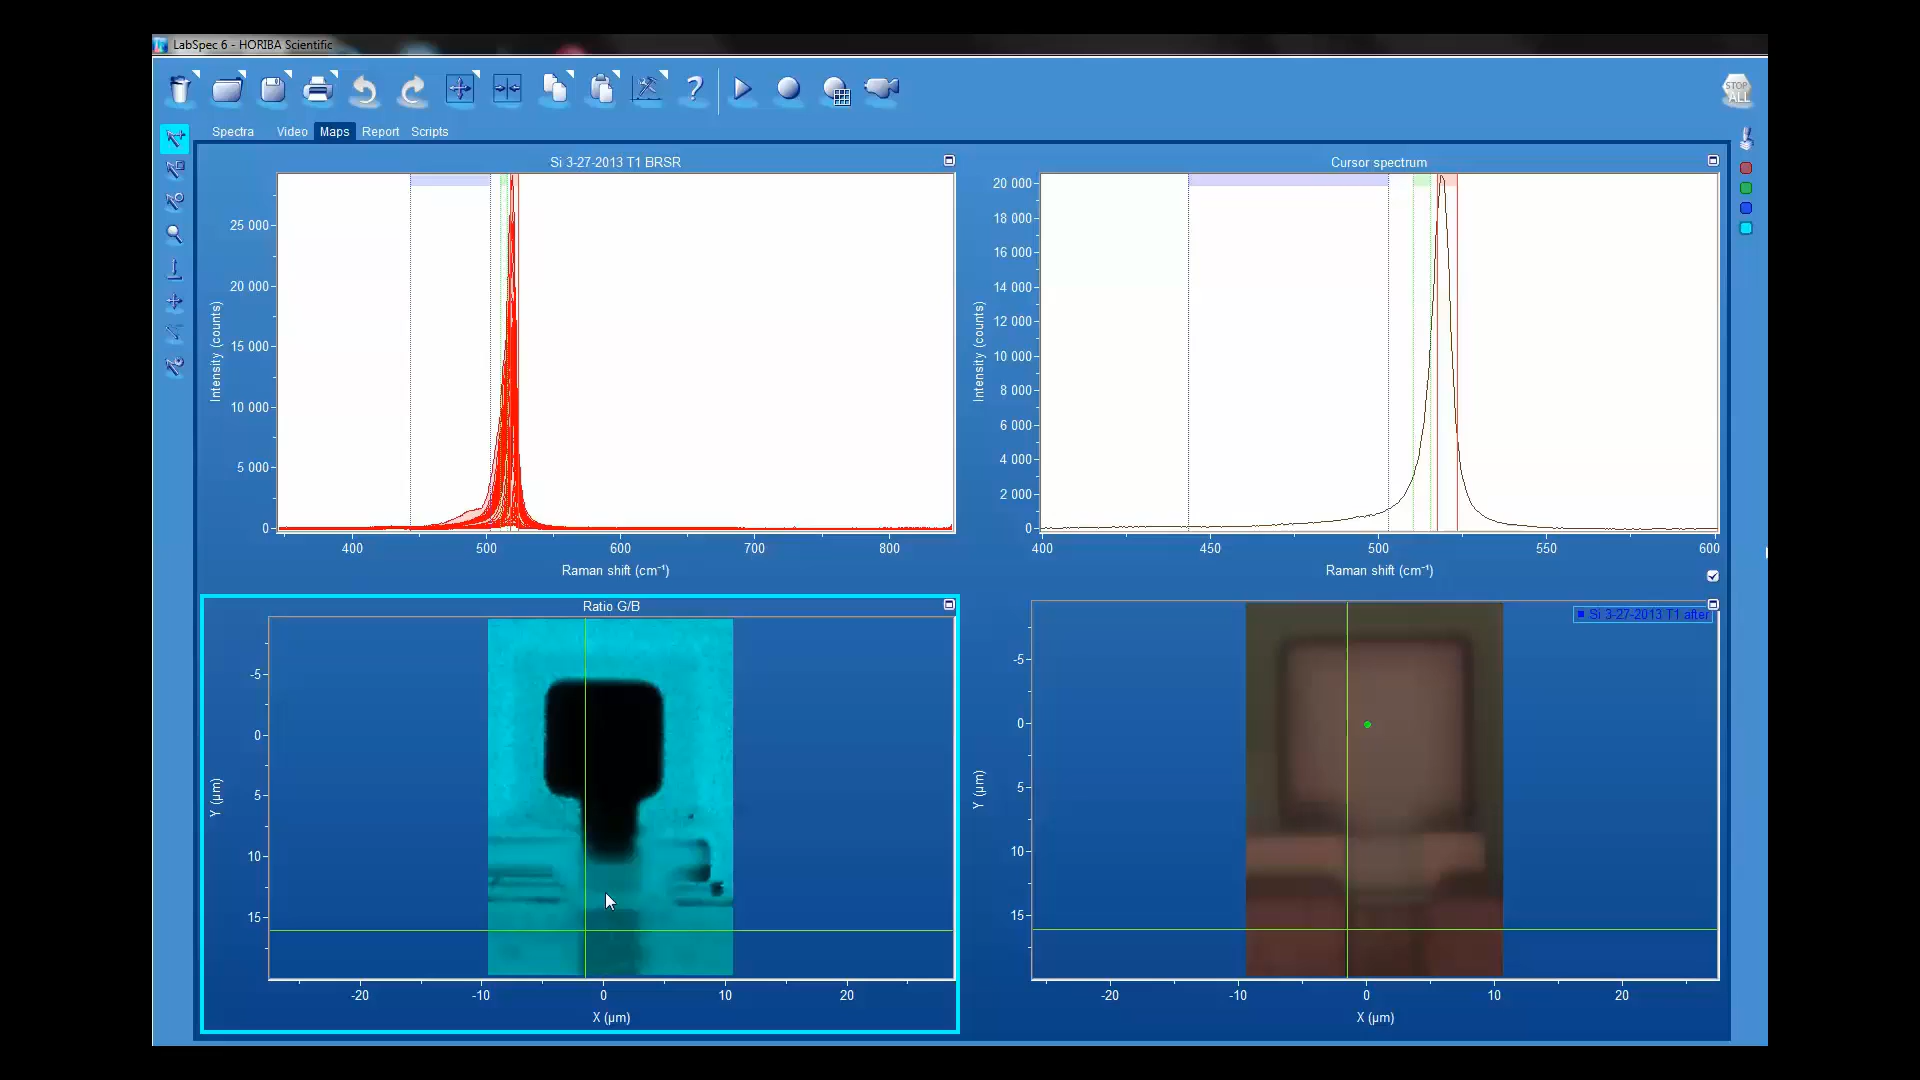 LabSpec 6 - HORIBA Scientific
STOP
ALL
Spectra Video Maps Report Scripts
Si 3-27-2013 T1 BRSR
Intensity (counts)
25 000
20 000
15 000
10 000
5 000
0
400 500 600 700 800
Raman shift (cm⁻¹)
Cursor spectrum
Intensity (counts)
20 000
18 000
16 000
14 000
12 000
10 000
8 000
6 000
4 000
2 000
0
400 450 500 550 600
Raman shift (cm⁻¹)
Ratio G/B
Y (µm)
-5
0
5
10
15
-20 -10 0 10 20
X (µm)
Si 3-27-2013 T1 after
Y (µm)
-5
0
5
10
15
-20 -10 0 10 20
X (µm)